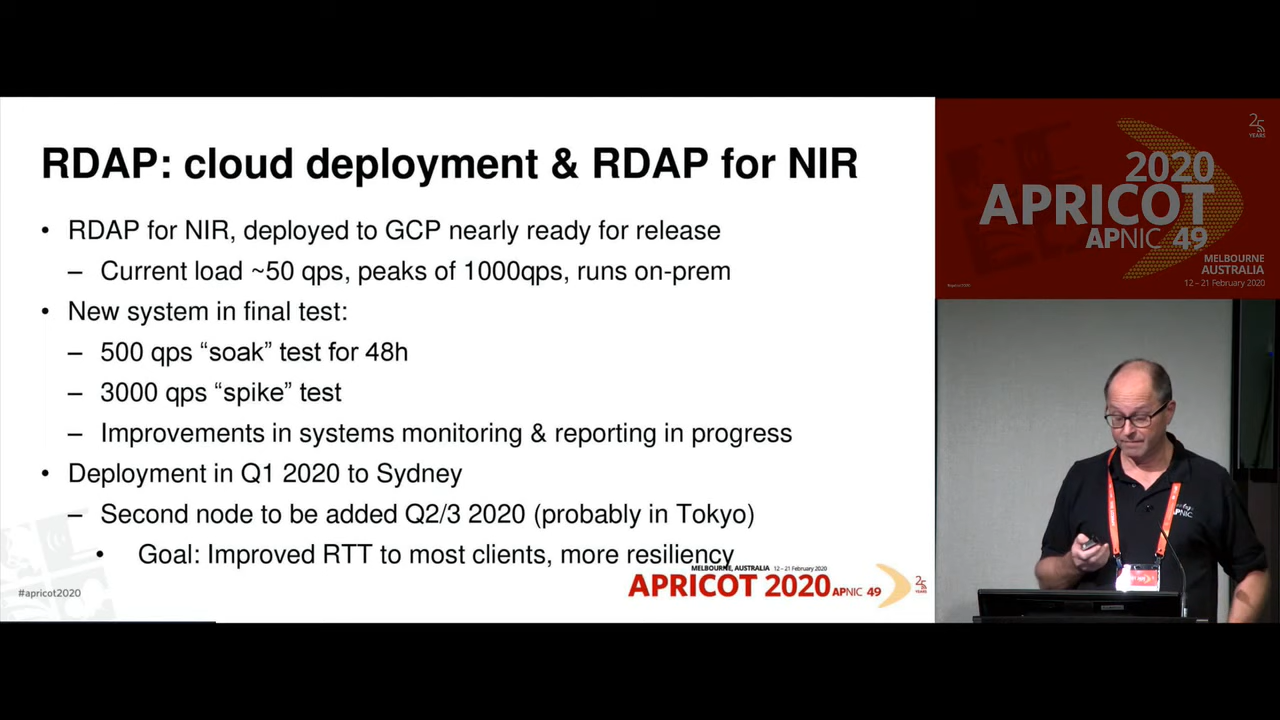 RDAP: cloud deployment & RDAP for NIR
• RDAP for NIR, deployed to GCP nearly ready for release
– Current load ~50 qps, peaks of 1000qps, runs on-prem
• New system in final test:
– 500 qps “soak” test for 48h
– 3000 qps “spike” test
– Improvements in systems monitoring & reporting in progress
• Deployment in Q1 2020 to Sydney
– Second node to be added Q2/3 2020 (probably in Tokyo)
• Goal: Improved RTT to most clients, more resiliency
MELBOURNE, AUSTRALIA 12 – 21 February 2020
APRICOT 2020 APNIC 49
25
YEARS
#apricot2020
25
YEARS
2020
APRICOT
APNIC 49
MELBOURNE
AUSTRALIA
12 – 21 February 2020
#apricot2020
APNIC